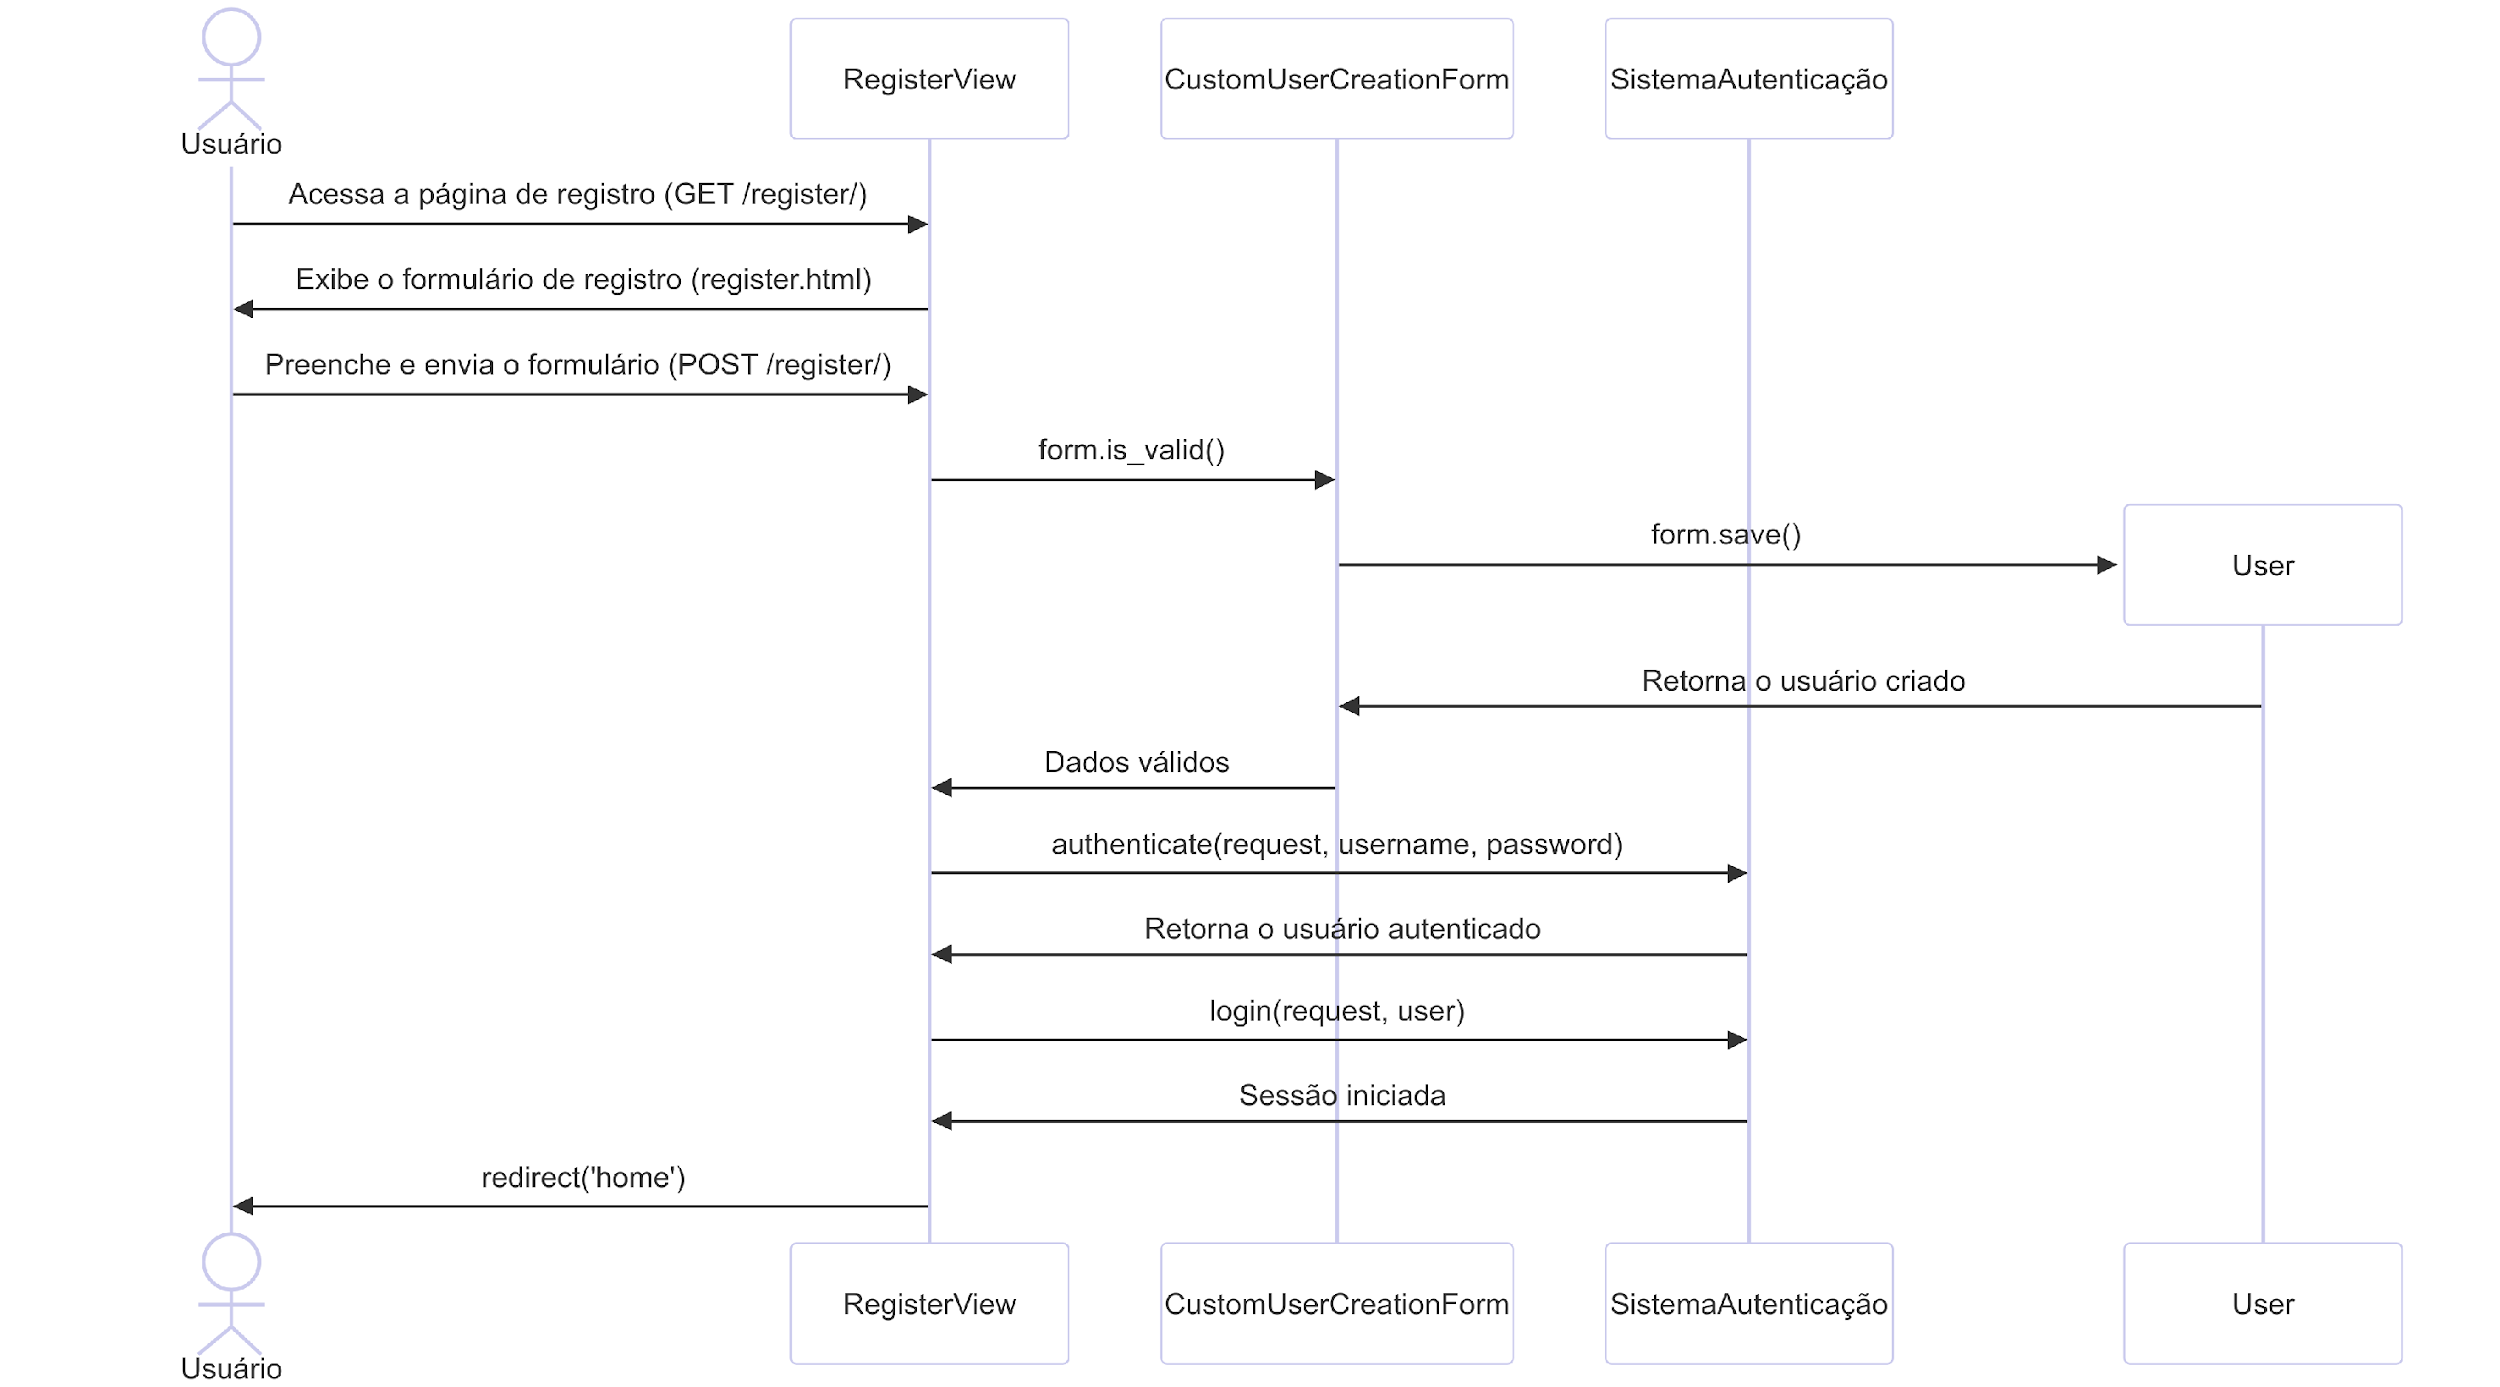 RegisterView
CustomUserCreationForm
SistemaAutenticação
Usuário
Acessa a página de registro (GET /register/)
Exibe o formulário de registro (register.html)
Preenche e envia o formulário (POST /register/)
form.is_valid()
form.save()
User
Retorna o usuário criado
Dados válidos
authenticate(request, username, password)
Retorna o usuário autenticado
login(request, user)
Sessão iniciada
redirect('home')
RegisterView
CustomUserCreationForm
SistemaAutenticação
User
Usuário